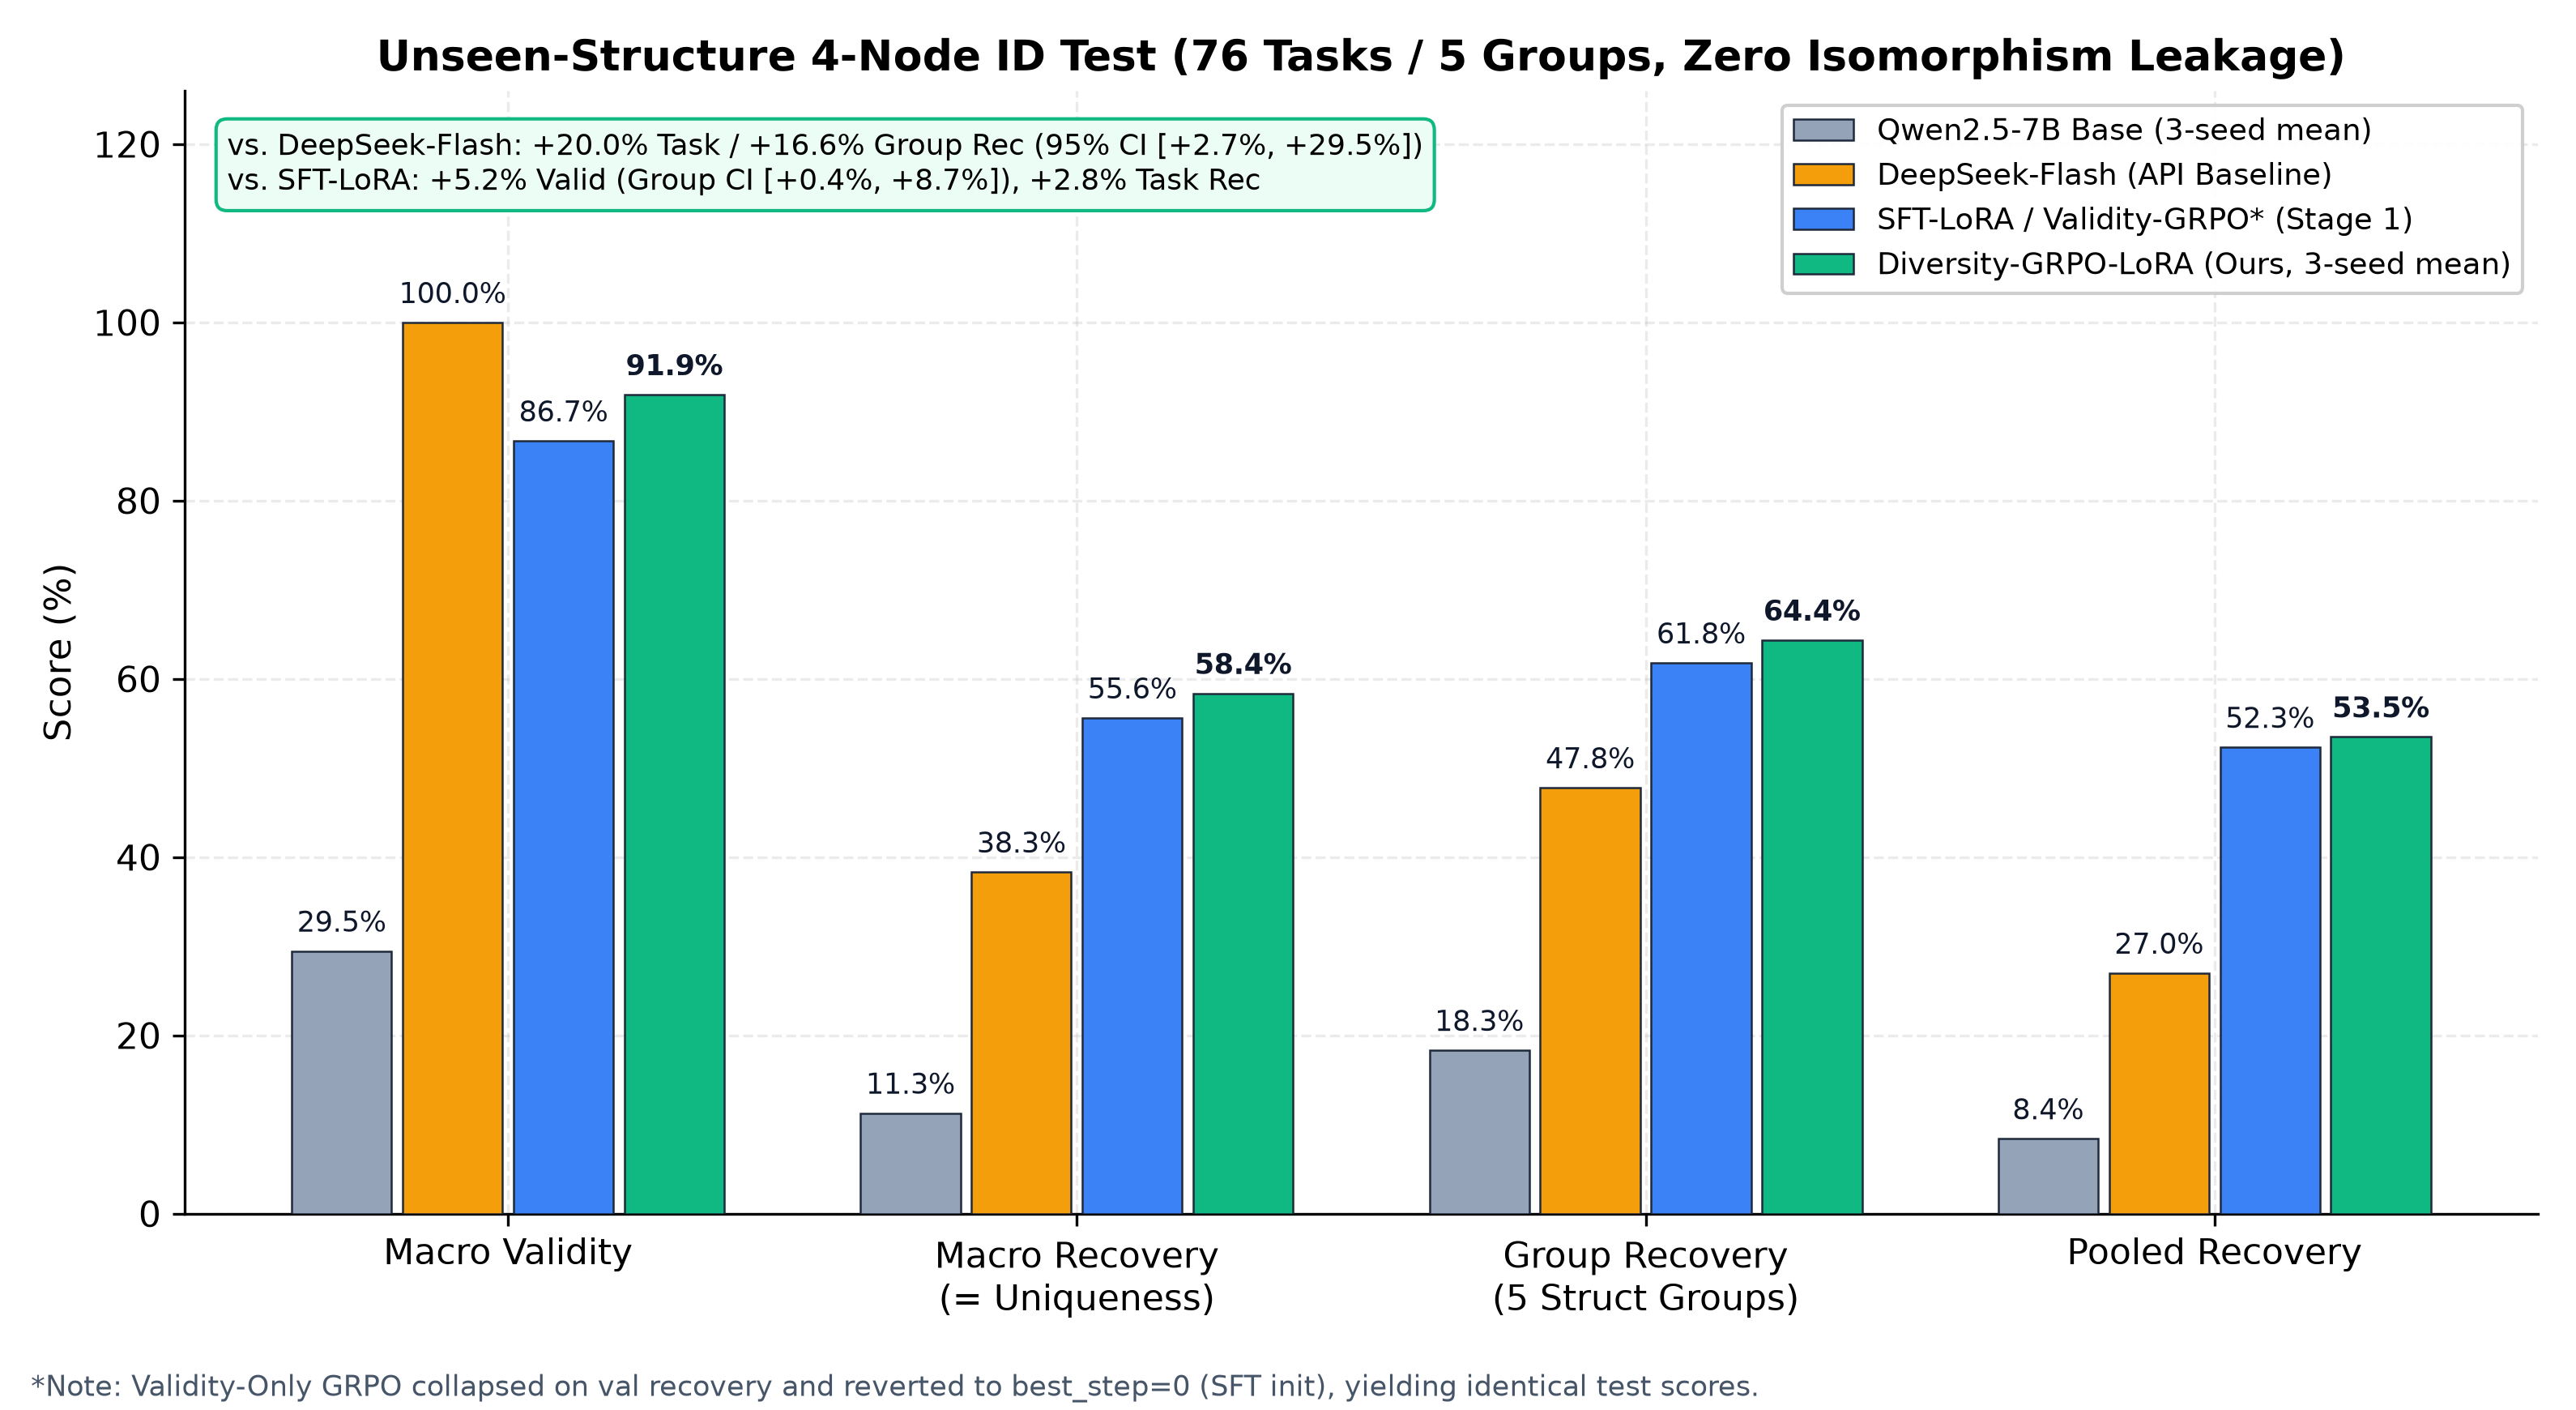 Unseen-Structure 4-Node ID Test (76 Tasks / 5 Groups, Zero Isomorphism Leakage)
vs. DeepSeek-Flash: +20.0% Task / +16.6% Group Rec (95% CI [+2.7%, +29.5%])
vs. SFT-LoRA: +5.2% Valid (Group CI [+0.4%, +8.7%]), +2.8% Task Rec
Qwen2.5-7B Base (3-seed mean)
DeepSeek-Flash (API Baseline)
SFT-LoRA / Validity-GRPO* (Stage 1)
Diversity-GRPO-LoRA (Ours, 3-seed mean)
Score (%)
120
100
80
60
40
20
0
29.5%
100.0%
86.7%
91.9%
11.3%
38.3%
55.6%
58.4%
18.3%
47.8%
61.8%
64.4%
8.4%
27.0%
52.3%
53.5%
Macro Validity
Macro Recovery
(= Uniqueness)
Group Recovery
(5 Struct Groups)
Pooled Recovery
*Note: Validity-Only GRPO collapsed on val recovery and reverted to best_step=0 (SFT init), yielding identical test scores.